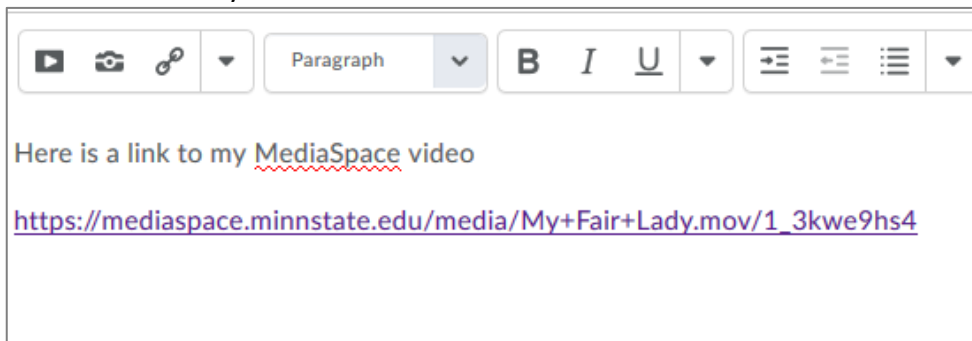 Paragraph B I U
Here is a link to my MediaSpace video
https://mediaspace.minnstate.edu/media/My+Fair+Lady.mov/1_3kwe9hs4